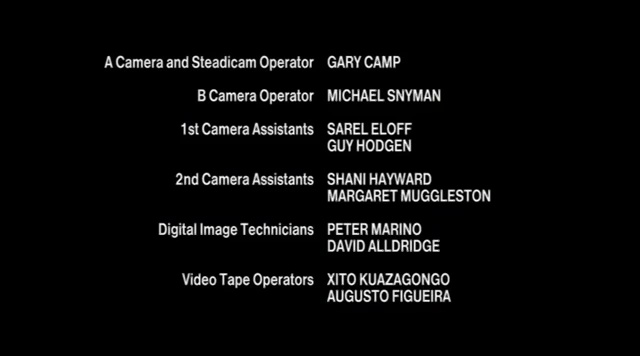 A Camera and Steadicam Operator GARY CAMP
B Camera Operator MICHAEL SNYMAN
1st Camera Assistants SAREL ELOFF
GUY HODGEN
2nd Camera Assistants SHANI HAYWARD
MARGARET MUGGLESTON
Digital Image Technicians PETER MARINO
DAVID ALLDRIDGE
Video Tape Operators XITO KUAZAGONGO
AUGUSTO FIGUEIRA